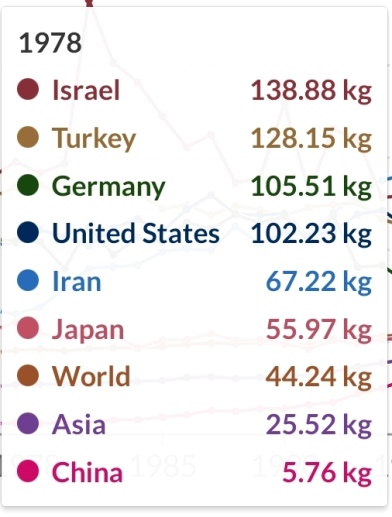 1978
Israel 138.88 kg
Turkey 128.15 kg
Germany 105.51 kg
United States 102.23 kg
Iran 67.22 kg
Japan 55.97 kg
World 44.24 kg
Asia 25.52 kg
China 5.76 kg
1985